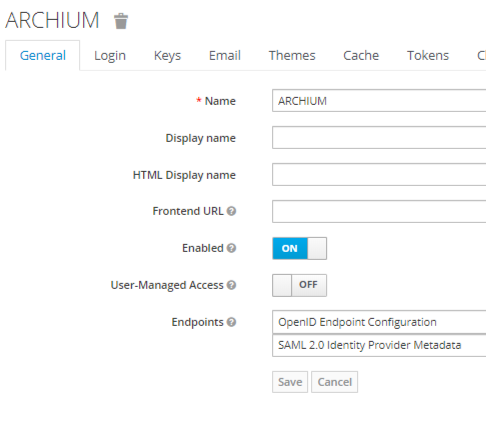 ARCHIUM
General Login Keys Email Themes Cache Tokens
* Name ARCHIUM
Display name
HTML Display name
Frontend URL
Enabled ON
User-Managed Access OFF
Endpoints OpenID Endpoint Configuration
SAML 2.0 Identity Provider Metadata
Save Cancel